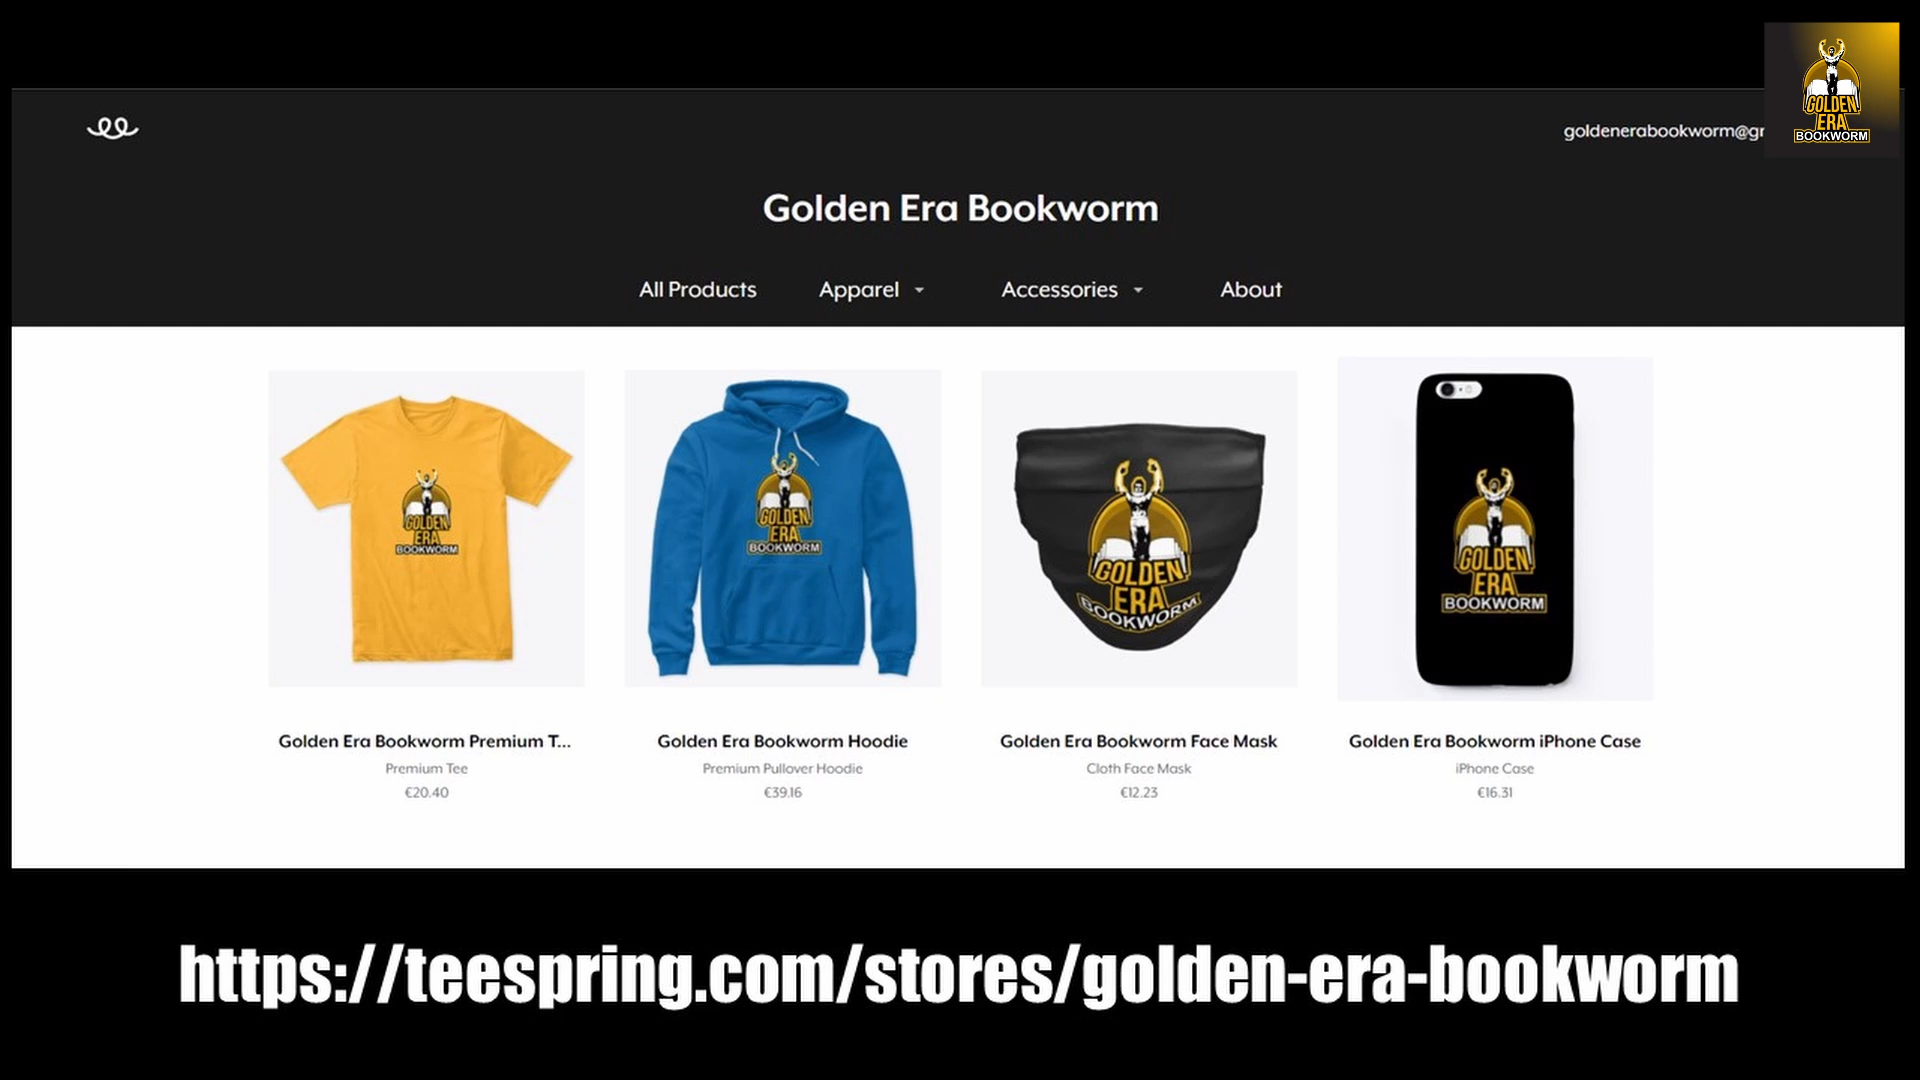 GOLDEN
ERA
BOOKWORM
goldenerabookworm@gr
Golden Era Bookworm
All Products
Apparel
Accessories
About
GOLDEN
ERA
BOOKWORM
GOLDEN
ERA
BOOKWORM
GOLDEN
ERA
BOOKWORM
GOLDEN
ERA
BOOKWORM
Golden Era Bookworm Premium T...
Premium Tee
€20.40
Golden Era Bookworm Hoodie
Premium Pullover Hoodie
€39.16
Golden Era Bookworm Face Mask
Cloth Face Mask
€12.23
Golden Era Bookworm iPhone Case
iPhone Case
€16.31
https://teespring.com/stores/golden-era-bookworm